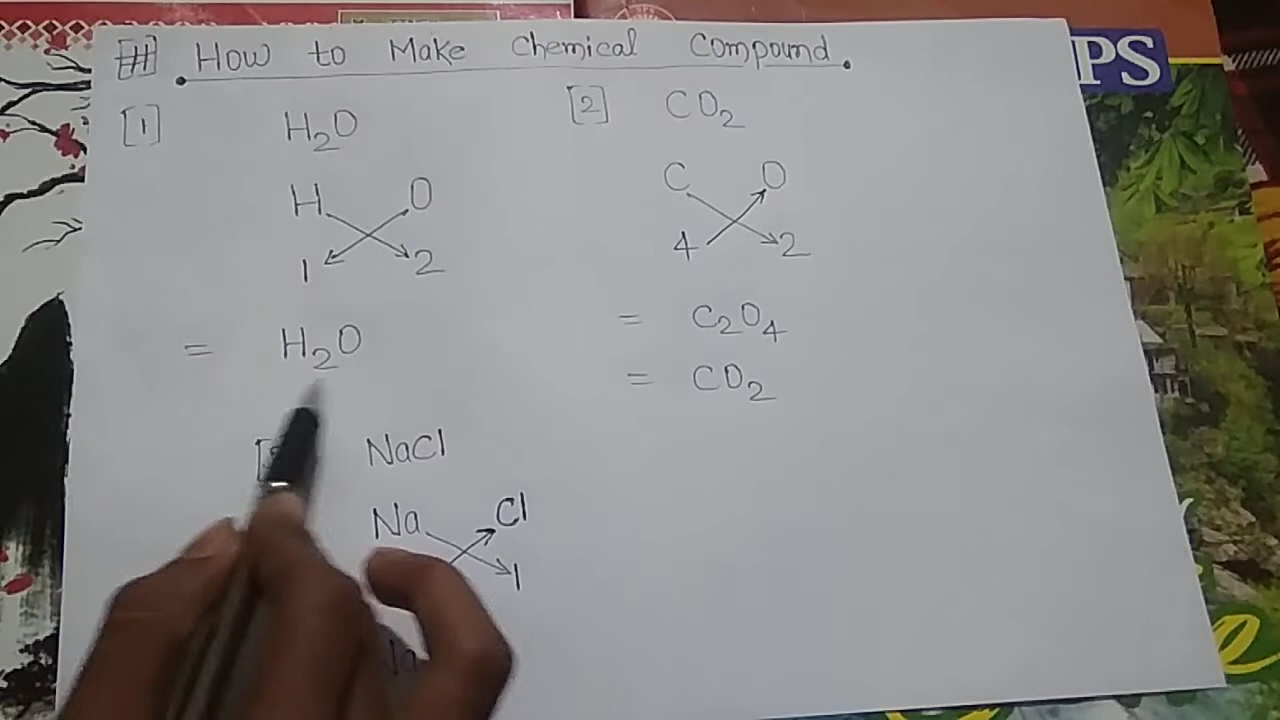 [#] How to Make Chemical Compound.
[1] H₂O
H O
1 2
= H₂O
[2] CO₂
C O
4 2
= C₂O₄
= CO₂
NaCl
Na Cl
1
PS